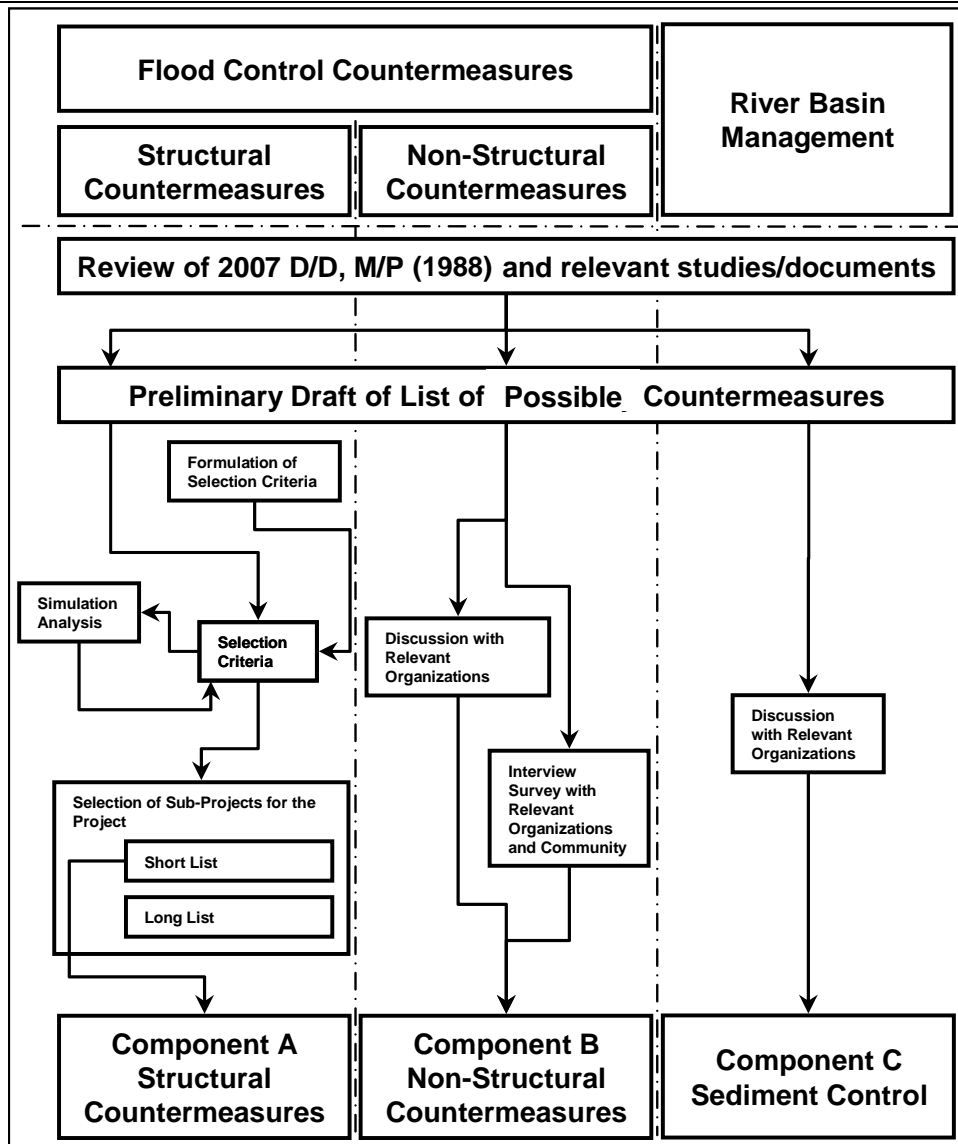 Flood Control Countermeasures
River Basin
Management
Structural
Countermeasures
Non-Structural
Countermeasures
Review of 2007 D/D, M/P (1988) and relevant studies/documents
Preliminary Draft of List of Possible Countermeasures
Formulation of
Selection Criteria
Simulation
Analysis
Selection
Criteria
Discussion with
Relevant
Organizations
Discussion
with Relevant
Organizations
Interview
Survey with
Relevant
Organizations
and Community
Selection of Sub-Projects for the
Project
Short List
Long List
Component A
Structural
Countermeasures
Component B
Non-Structural
Countermeasures
Component C
Sediment Control